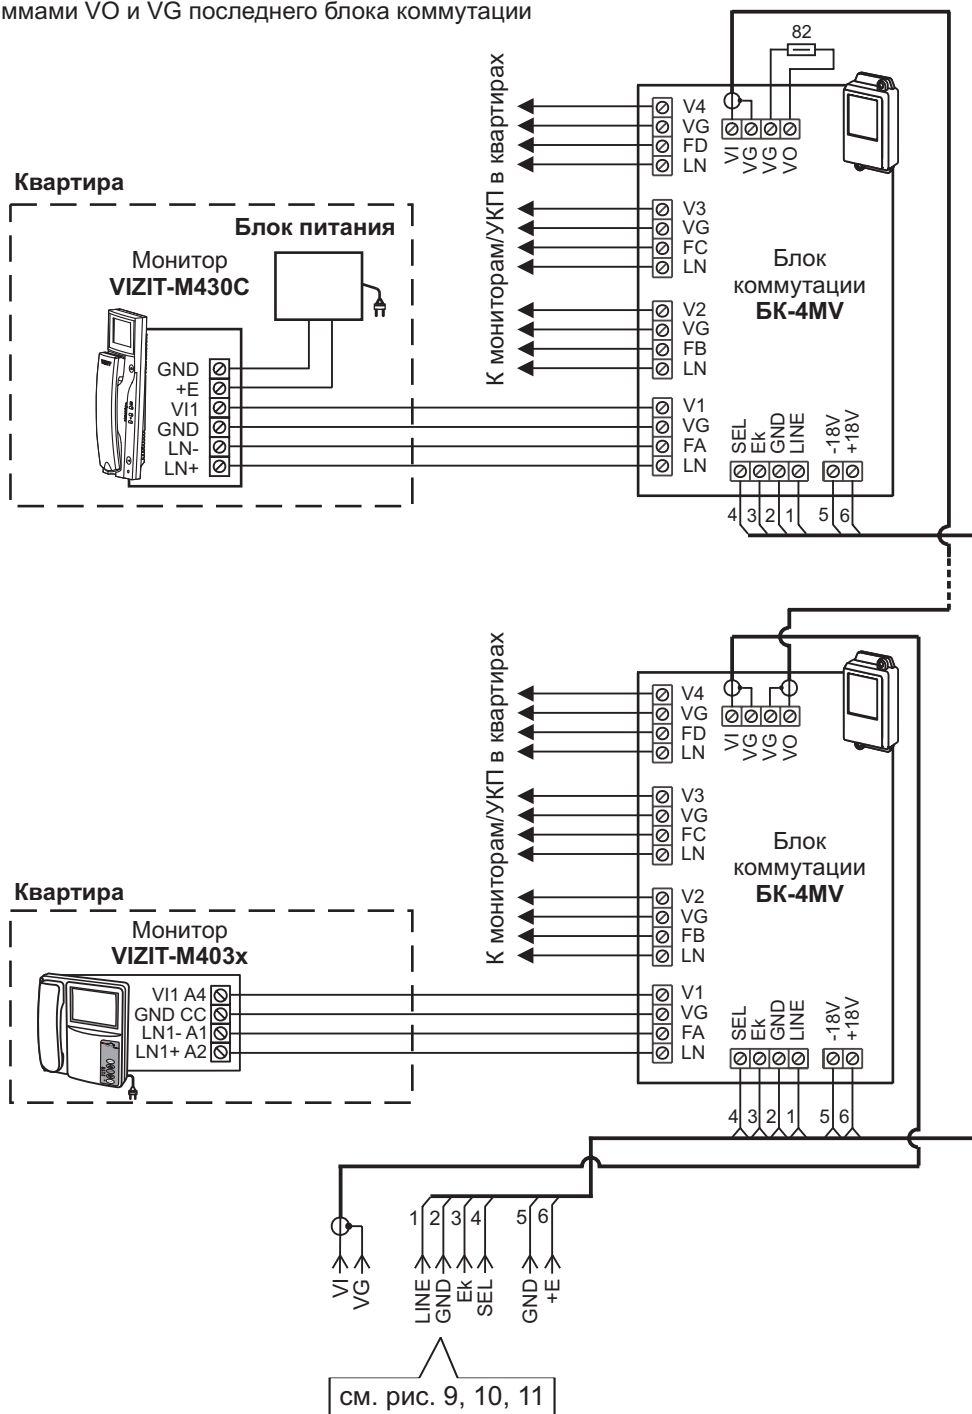 ммами VO и VG последнего блока коммутации
82
V4
VG
FD
LN
VI
VG
VG
VO
К мониторам/УКП в квартирах
V3
VG
FC
LN
Блок
коммутации
БК-4MV
V2
VG
FB
LN
V1
VG
FA
LN
SEL
Ek
GND
LINE
-18V
+18V
4 3 2 1 5 6
Квартира
Блок питания
Монитор
VIZIT-M430C
GND
+E
VI1
GND
LN-
LN+
К мониторам/УКП в квартирах
V4
VG
FD
LN
VI
VG
VG
VO
V3
VG
FC
LN
Блок
коммутации
БК-4MV
V2
VG
FB
LN
V1
VG
FA
LN
SEL
Ek
GND
LINE
-18V
+18V
4 3 2 1 5 6
Квартира
Монитор
VIZIT-M403x
VI1 A4
GND CC
LN1- A1
LN1+ A2
1 2 3 4 5 6
VI
VG
LINE
GND
Ek
SEL
GND
+E
см. рис. 9, 10, 11